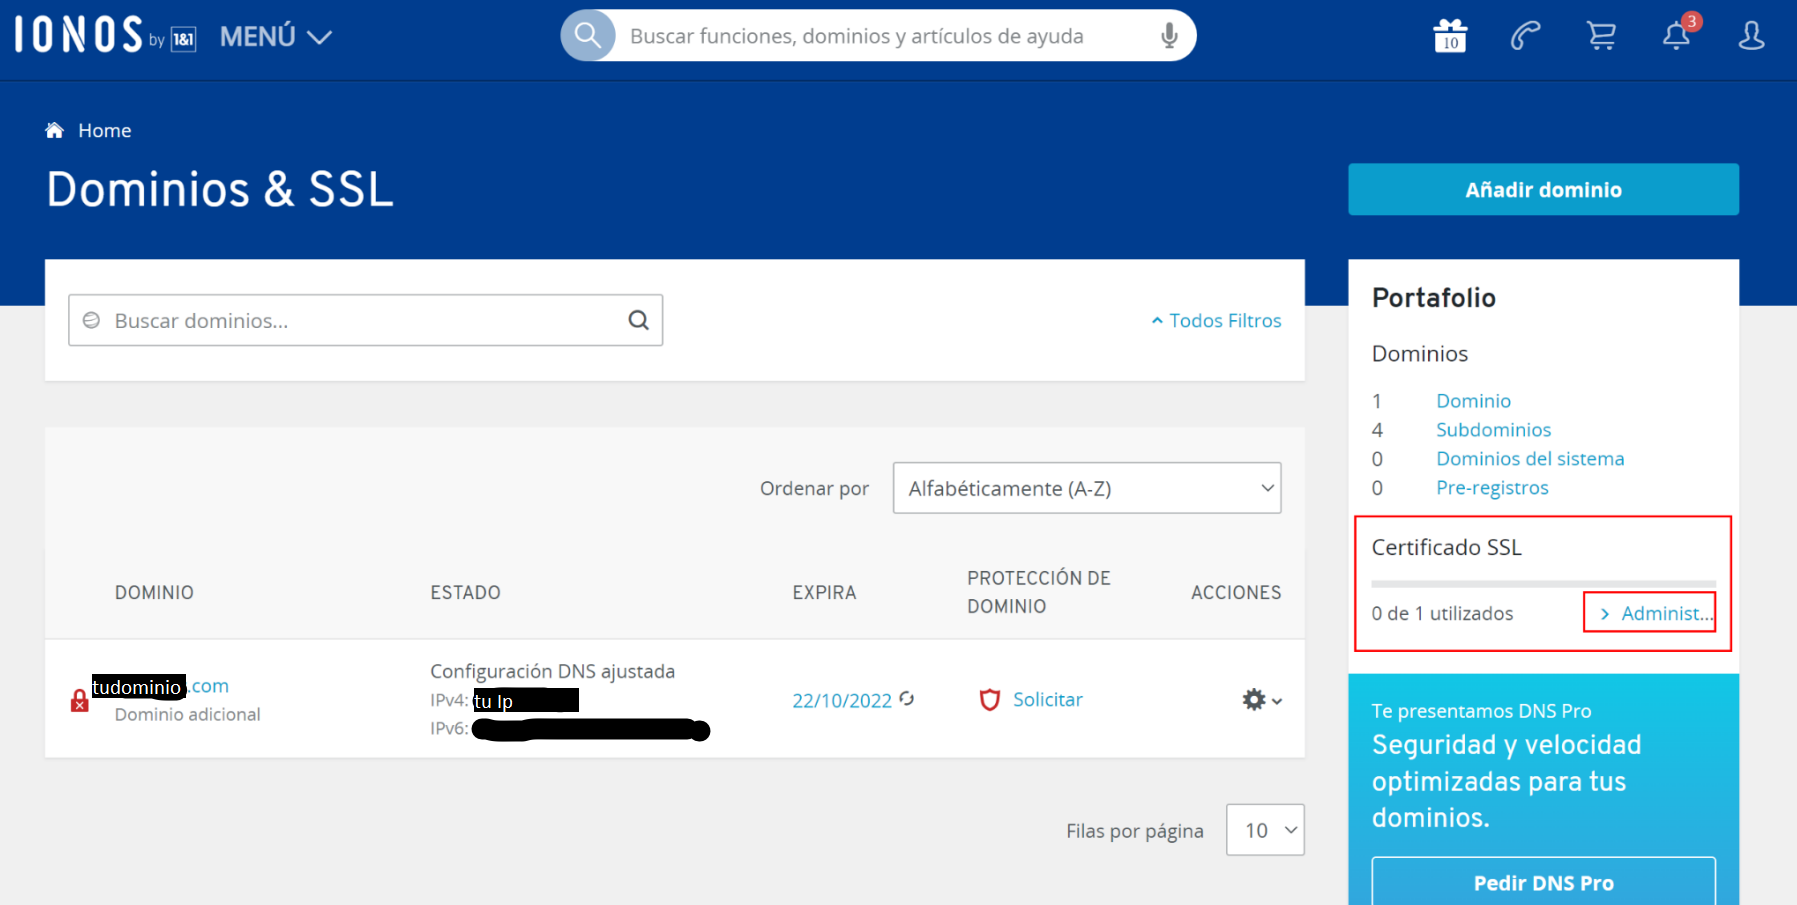 IONOS by 1&1 MENÚ
Buscar funciones, dominios y artículos de ayuda
10
3
Home
Dominios & SSL
Añadir dominio
Buscar dominios...
Todos Filtros
Ordenar por Alfabéticamente (A-Z)
DOMINIO ESTADO EXPIRA PROTECCIÓN DE DOMINIO ACCIONES
tudominio.com
Dominio adicional
Configuración DNS ajustada
IPv4: tu Ip
IPv6:
22/10/2022
Solicitar
Filas por página 10
Portafolio
Dominios
1 Dominio
4 Subdominios
0 Dominios del sistema
0 Pre-registros
Certificado SSL
0 de 1 utilizados Administ...
Te presentamos DNS Pro
Seguridad y velocidad
optimizadas para tus
dominios.
Pedir DNS Pro